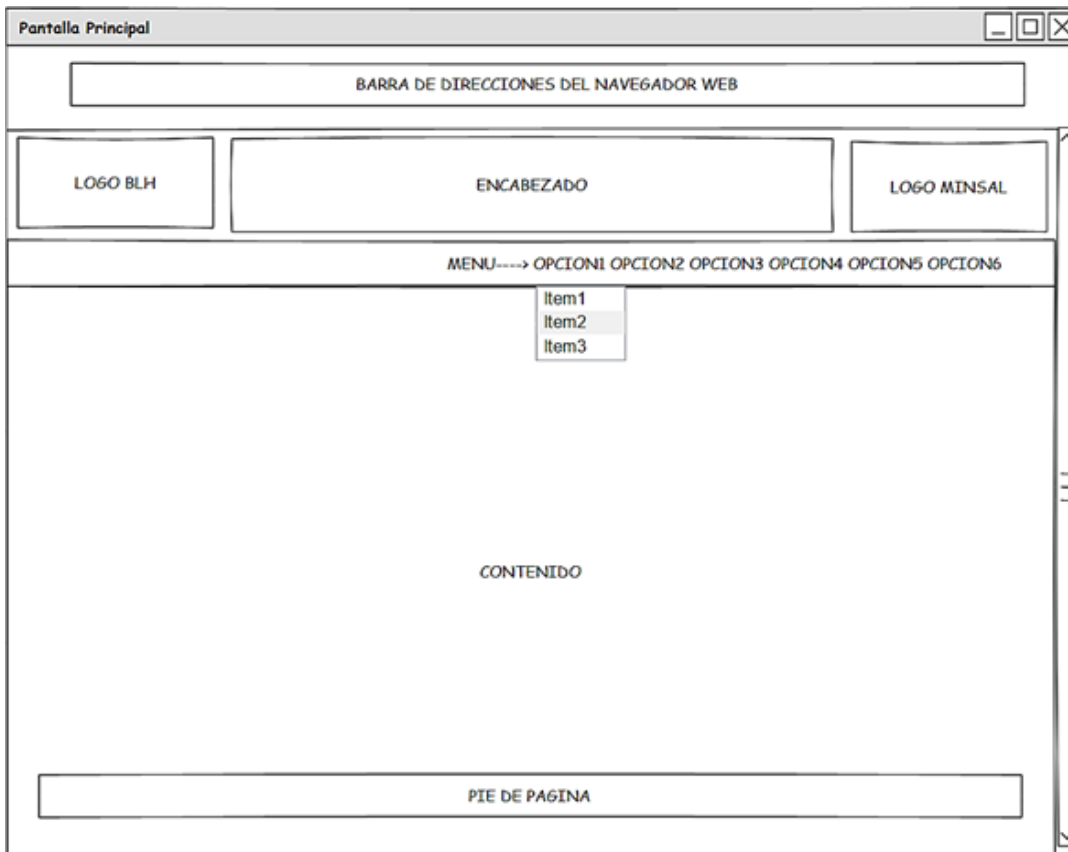 Pantalla Principal
BARRA DE DIRECCIONES DEL NAVEGADOR WEB
LOGO BLH
ENCABEZADO
LOGO MINSAL
MENU----> OPCION1 OPCION2 OPCION3 OPCION4 OPCION5 OPCION6
Item1
Item2
Item3
CONTENIDO
PIE DE PAGINA